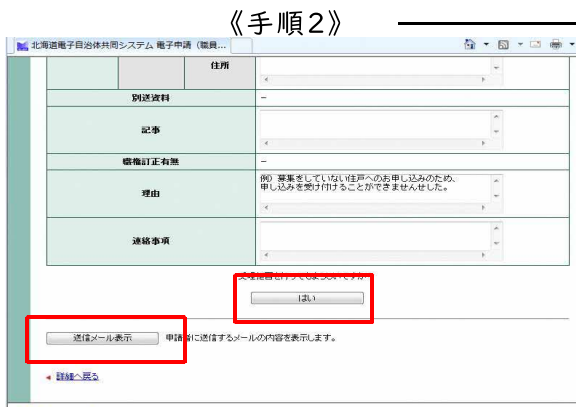 《手順2》
北海道電子自治体共同システム 電子申請（職員...
住所
別送資料 －
記事
職権訂正有無 －
理由 例）募集をしていない住戸へのお申し込みのため、
申し込みを受け付けることができませんせした。
連絡事項
はい
送信メール表示 申請者に送信するメールの内容を表示します。
詳細へ戻る